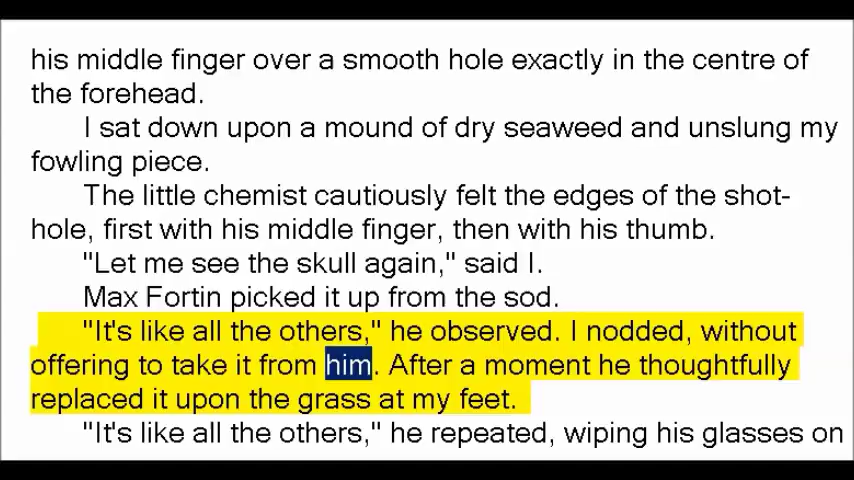 his middle finger over a smooth hole exactly in the centre of
the forehead.
I sat down upon a mound of dry seaweed and unslung my
fowling piece.
The little chemist cautiously felt the edges of the shot-
hole, first with his middle finger, then with his thumb.
"Let me see the skull again," said I.
Max Fortin picked it up from the sod.
"It's like all the others," he observed. I nodded, without
offering to take it from him. After a moment he thoughtfully
replaced it upon the grass at my feet.
"It's like all the others," he repeated, wiping his glasses on